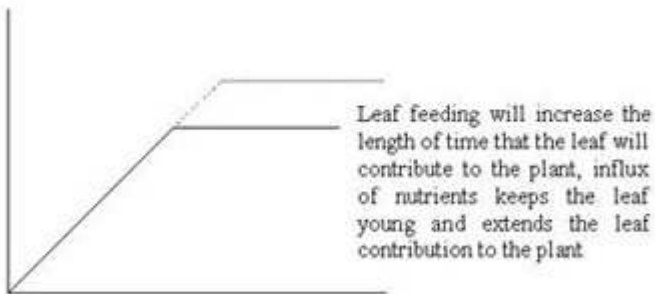 Leaf feeding will increase the
length of time that the leaf will
contribute to the plant, influx
of nutrients keeps the leaf
young and extends the leaf
contribution to the plant